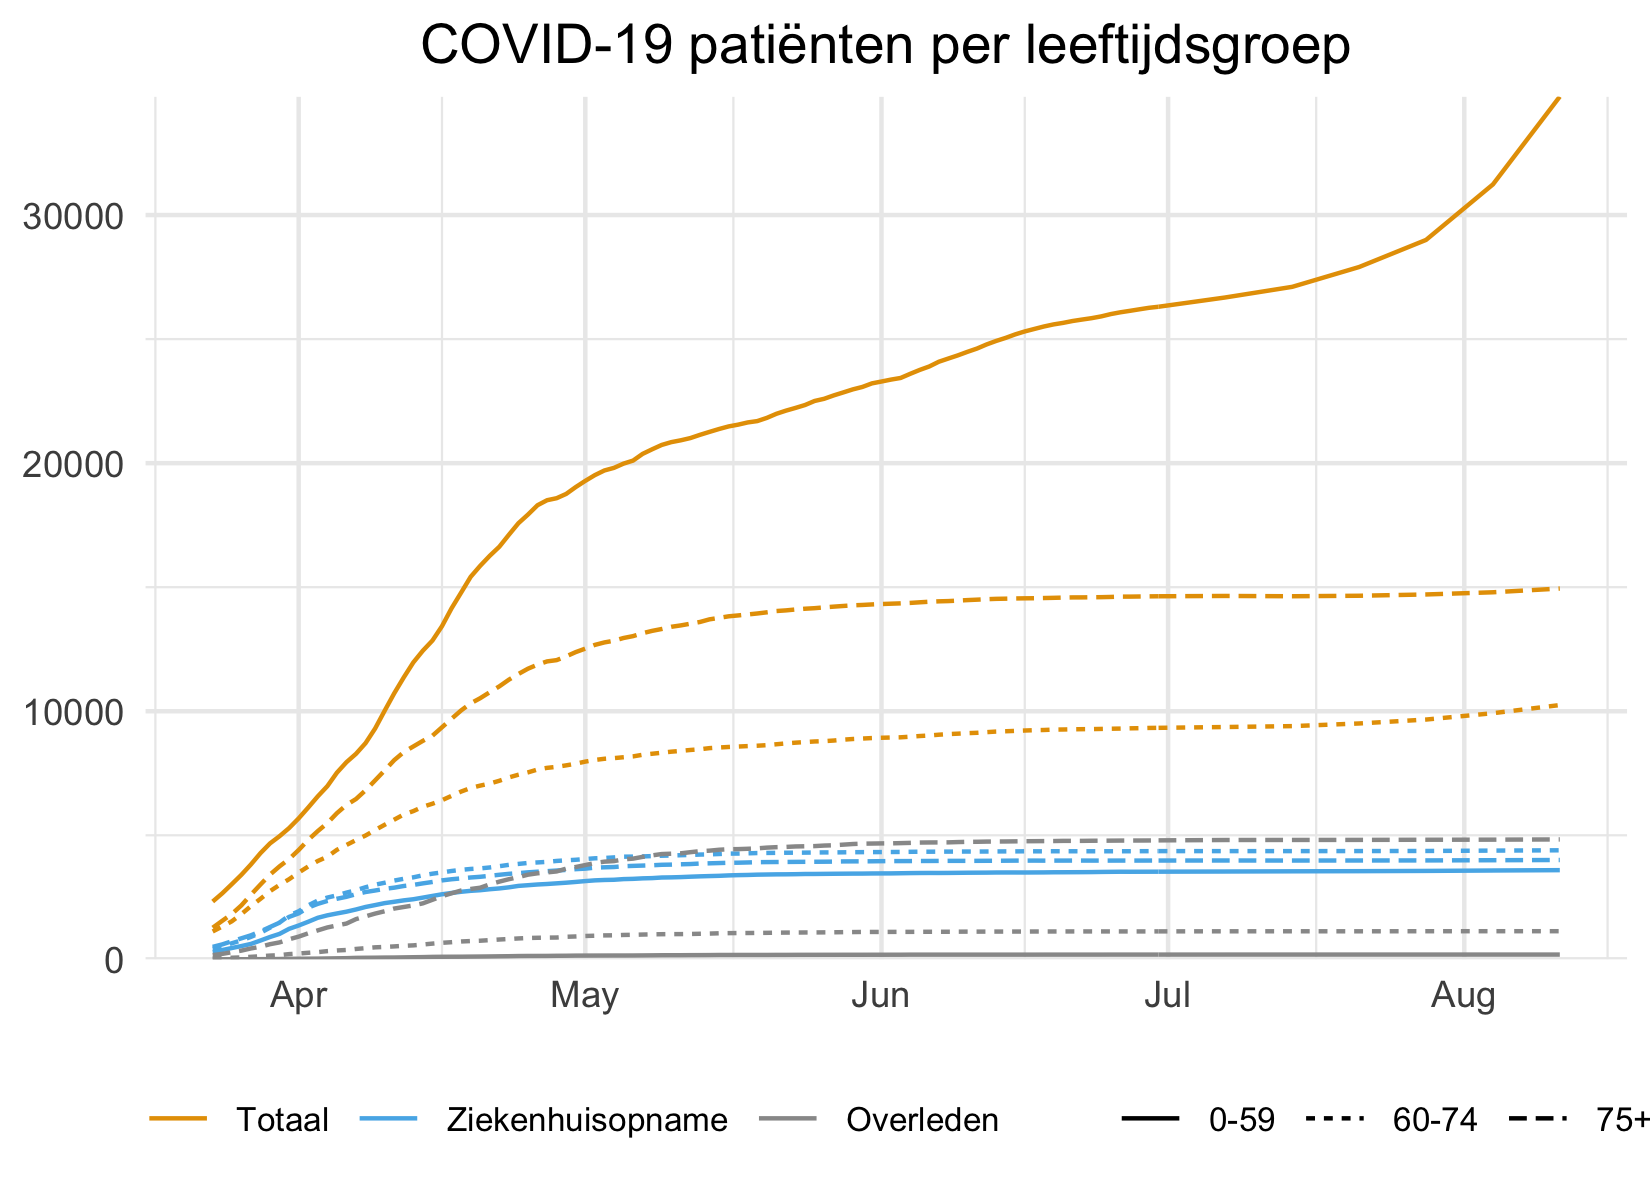 COVID-19 patiënten per leeftijdsgroep
30000
20000
10000
0
Apr May Jun Jul Aug
Totaal Ziekenhuisopname Overleden 0-59 60-74 75+